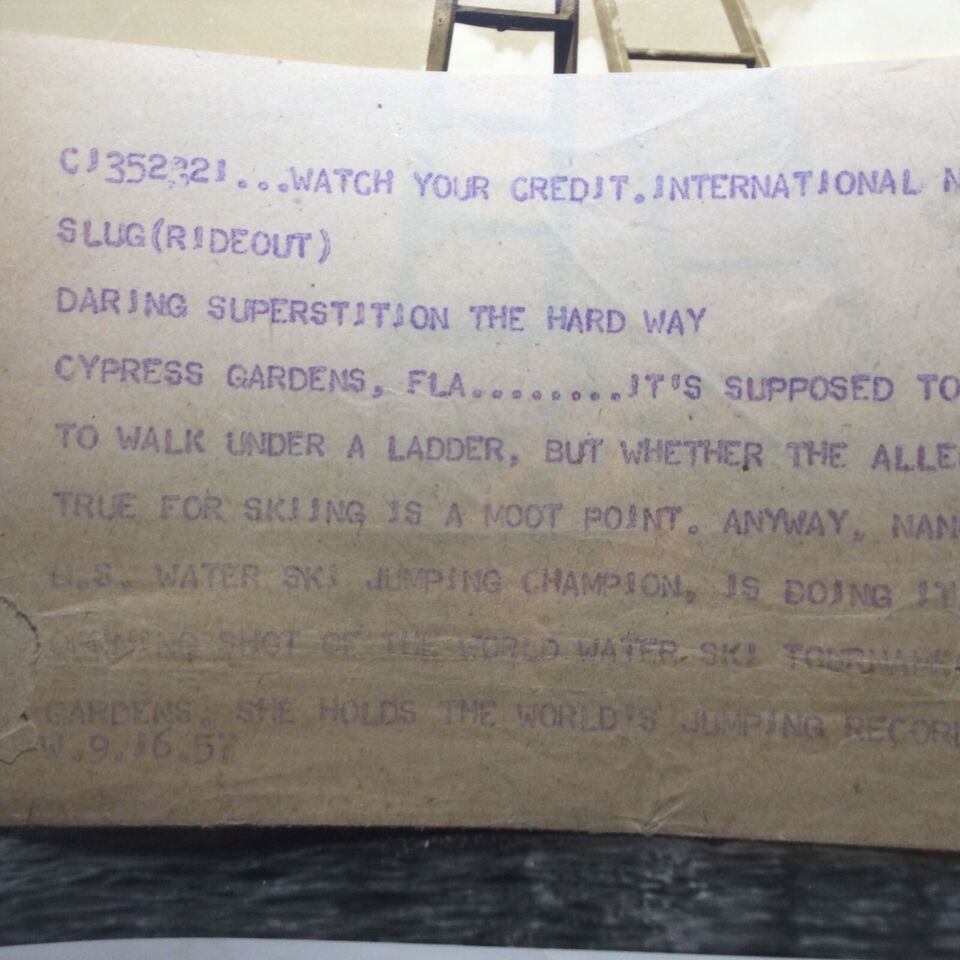 WATCH YOUR CREDIT.INTERNATIONAL
SLUG(RIDEOUT)
DARING SUPERSTITION THE HARD WAY
CYPRESS GARDENS, FLA.........IT'S SUPPOSED TO
TO WALK UNDER A LADDER, BUT WHETHER THE
TRUE FOR SKIING IS A MOOT POINT. ANYWAY,
U.S. WATER SKI JUMPING CHAMPION, IS DOING IT
OPENING SHOT OF THE WORLD WATER SKI
GARDENS. SHE HOLDS THE WORLD'S JUMPING
W.9.16.57